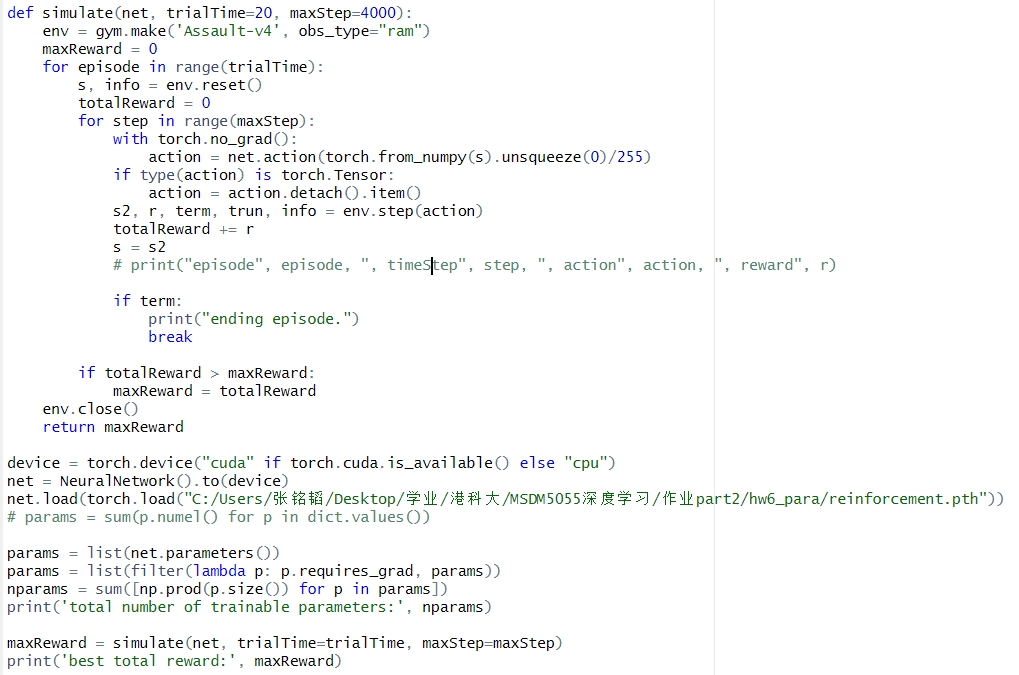 def simulate(net, trialTime=20, maxStep=4000):
    env = gym.make('Assault-v4', obs_type="ram")
    maxReward = 0
    for episode in range(trialTime):
        s, info = env.reset()
        totalReward = 0
        for step in range(maxStep):
            with torch.no_grad():
                action = net.action(torch.from_numpy(s).unsqueeze(0)/255)
            if type(action) is torch.Tensor:
                action = action.detach().item()
            s2, r, term, trun, info = env.step(action)
            totalReward += r
            s = s2
            # print("episode", episode, ", timeStep", step, ", action", action, ", reward", r)

            if term:
                print("ending episode.")
                break

        if totalReward > maxReward:
            maxReward = totalReward
    env.close()
    return maxReward

device = torch.device("cuda" if torch.cuda.is_available() else "cpu")
net = NeuralNetwork().to(device)
net.load(torch.load("C:/Users/张铭韬/Desktop/学业/港科大/MSDM5055深度学习/作业part2/hw6_para/reinforcement.pth"))
# params = sum(p.numel() for p in dict.values())

params = list(net.parameters())
params = list(filter(lambda p: p.requires_grad, params))
nparams = sum([np.prod(p.size()) for p in params])
print('total number of trainable parameters:', nparams)

maxReward = simulate(net, trialTime=trialTime, maxStep=maxStep)
print('best total reward:', maxReward)